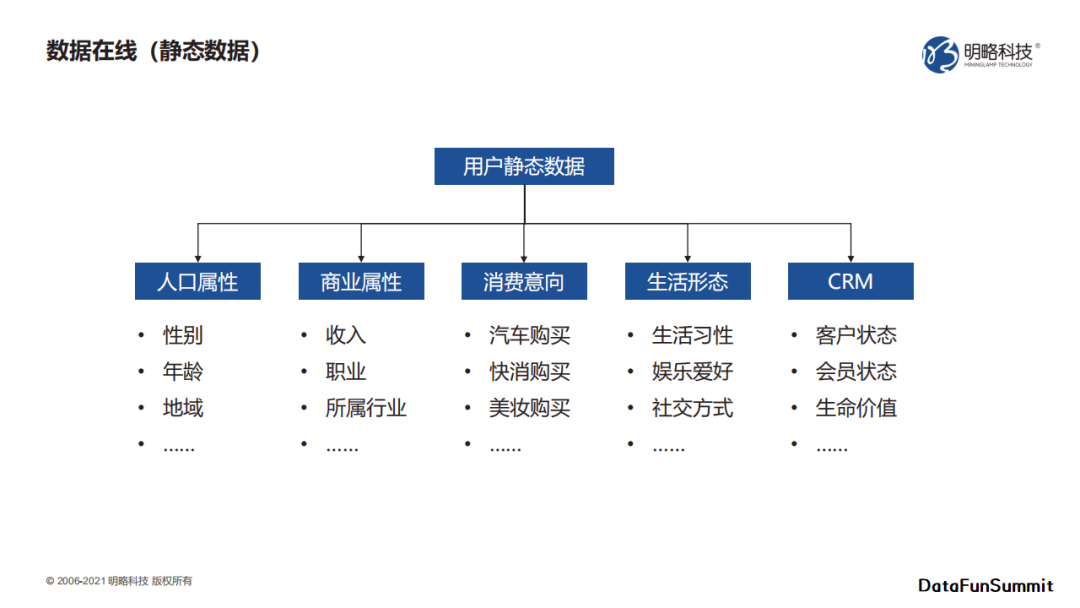 数据在线（静态数据）
明略科技®
MININGLAMP TECHNOLOGY
用户静态数据
人口属性
• 性别
• 年龄
• 地域
• ……
商业属性
• 收入
• 职业
• 所属行业
• ……
消费意向
• 汽车购买
• 快消购买
• 美妆购买
• ……
生活形态
• 生活习性
• 娱乐爱好
• 社交方式
• ……
CRM
• 客户状态
• 会员状态
• 生命价值
• ……
© 2006-2021 明略科技 版权所有
DataFunSummit